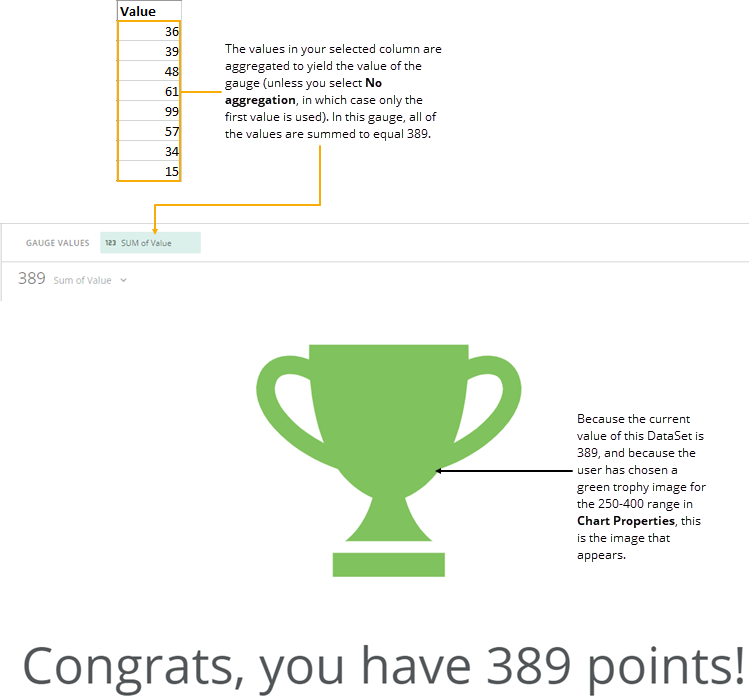 Value
36
39
48
61
99
57
34
15
The values in your selected column are
aggregated to yield the value of the
gauge (unless you select No
aggregation, in which case only the
first value is used). In this gauge, all of
the values are summed to equal 389.
GAUGE VALUES 123 SUM of Value
389 Sum of Value
Because the current
value of this DataSet is
389, and because the
user has chosen a
green trophy image for
the 250-400 range in
Chart Properties, this
is the image that
appears.
Congrats, you have 389 points!